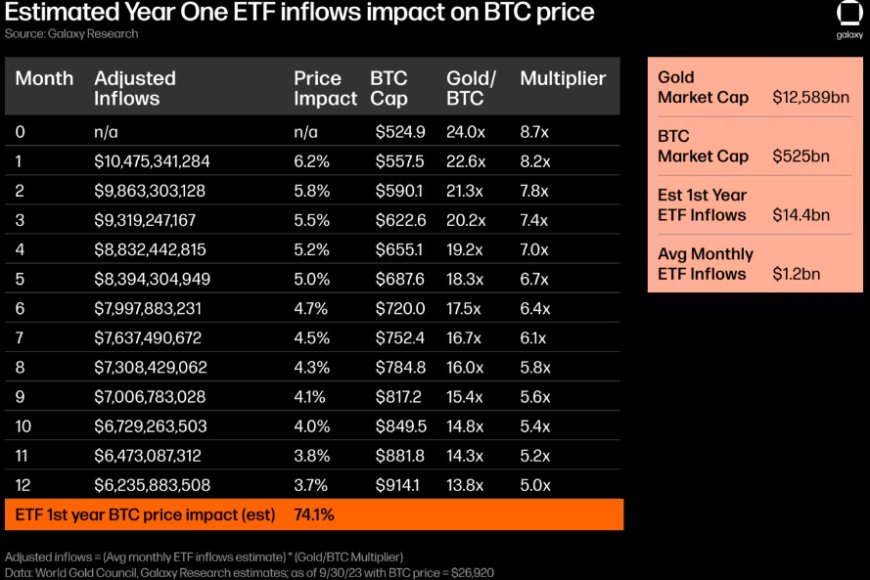 Estimated Year One ETF inflows impact on BTC price
Source: Galaxy Research
galaxy
Month Adjusted Inflows Price Impact BTC Cap Gold/BTC Multiplier
0 n/a n/a $524.9 24.0x 8.7x
1 $10,475,341,284 6.2% $557.5 22.6x 8.2x
2 $9,863,303,128 5.8% $590.1 21.3x 7.8x
3 $9,319,247,167 5.5% $622.6 20.2x 7.4x
4 $8,832,442,815 5.2% $655.1 19.2x 7.0x
5 $8,394,304,949 5.0% $687.6 18.3x 6.7x
6 $7,997,883,231 4.7% $720.0 17.5x 6.4x
7 $7,637,490,672 4.5% $752.4 16.7x 6.1x
8 $7,308,429,062 4.3% $784.8 16.0x 5.8x
9 $7,006,783,028 4.1% $817.2 15.4x 5.6x
10 $6,729,263,503 4.0% $849.5 14.8x 5.4x
11 $6,473,087,312 3.8% $881.8 14.3x 5.2x
12 $6,235,883,508 3.7% $914.1 13.8x 5.0x
ETF 1st year BTC price impact (est) 74.1%
Gold
Market Cap $12,589bn
BTC
Market Cap $525bn
Est 1st Year
ETF Inflows $14.4bn
Avg Monthly
ETF Inflows $1.2bn
Adjusted inflows = (Avg monthly ETF inflows estimate) * (Gold/BTC Multiplier)
Data: World Gold Council, Galaxy Research estimates; as of 9/30/23 with BTC price = $26,920